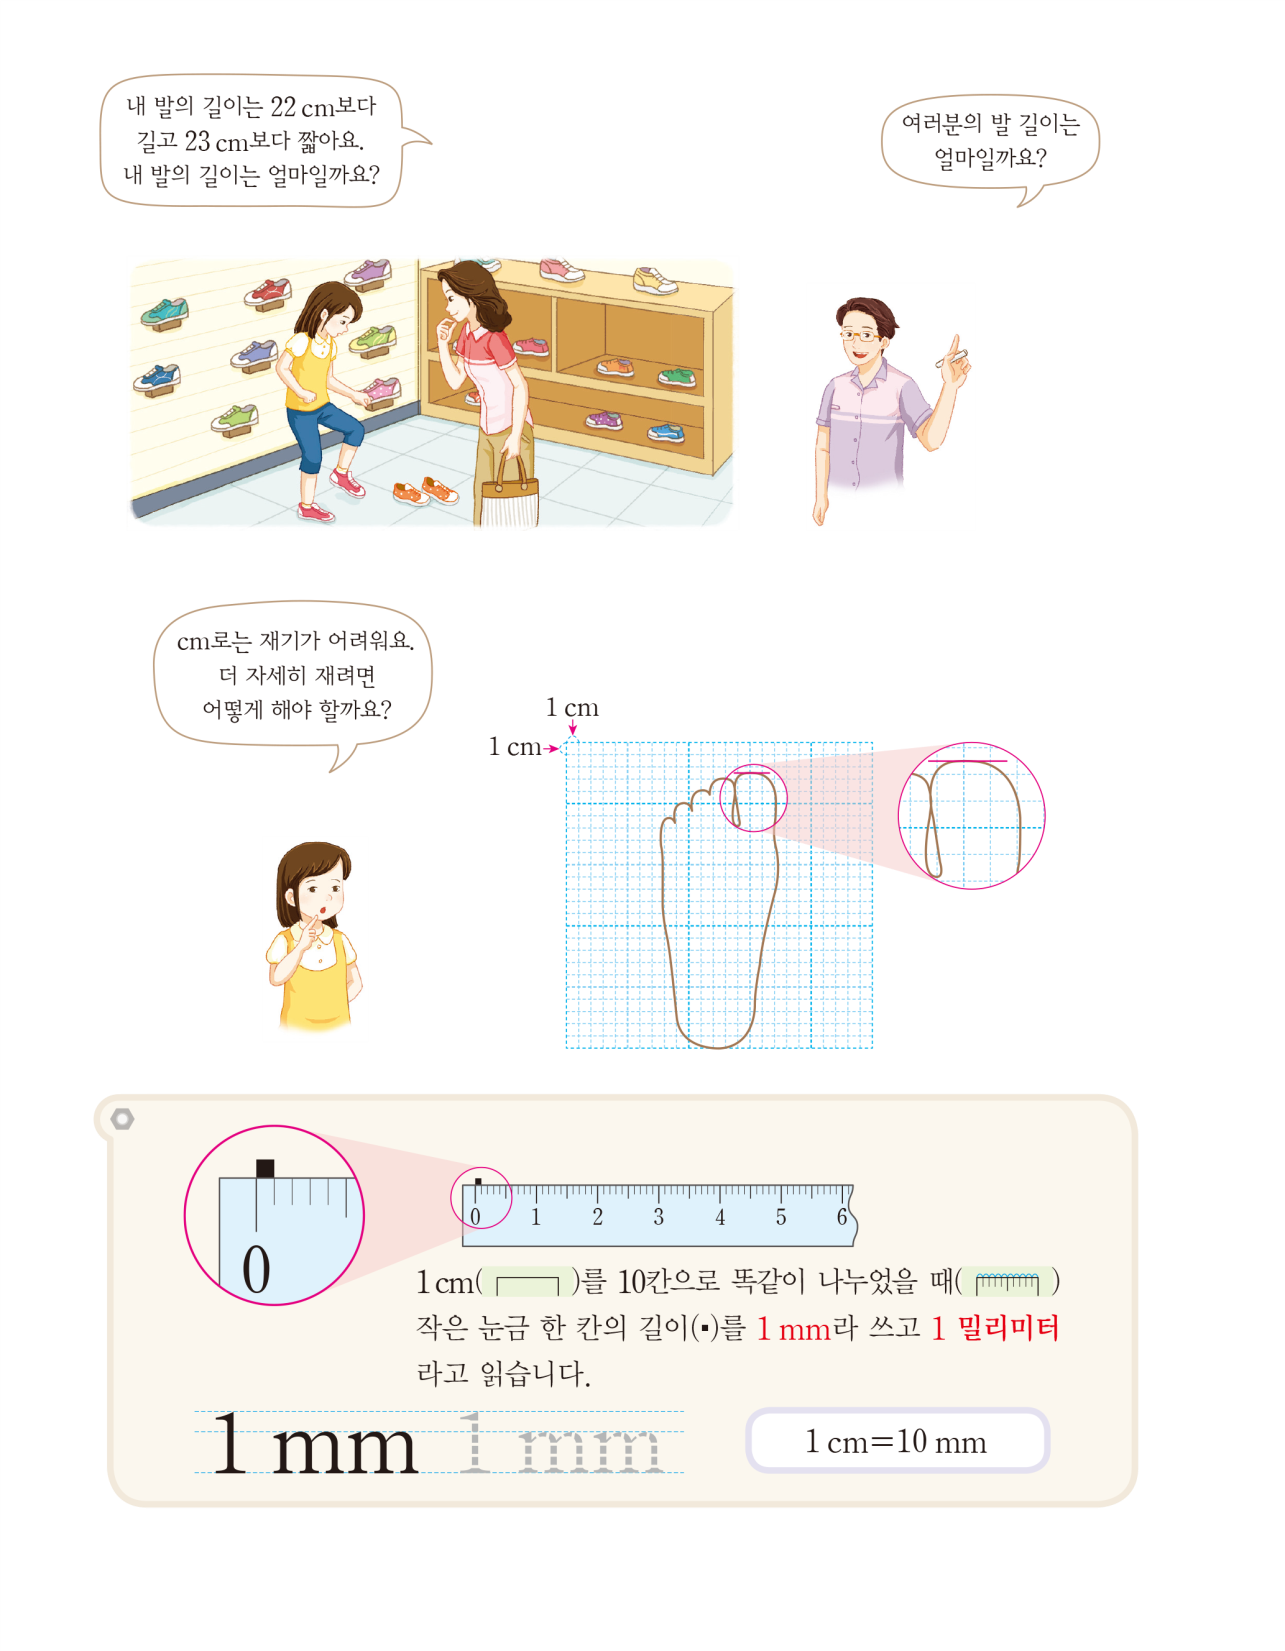 내 발의 길이는 22 cm보다
길고 23 cm보다 짧아요.
내 발의 길이는 얼마일까요?
여러분의 발 길이는
얼마일까요?
cm로는 재기가 어려워요.
더 자세히 재려면
어떻게 해야 할까요?
1 cm
1 cm
0
0 1 2 3 4 5 6
1 cm( )를 10칸으로 똑같이 나누었을 때( )
작은 눈금 한 칸의 길이(▪)를 1 mm라 쓰고 1 밀리미터
라고 읽습니다.
1 mm 1 mm
1 cm=10 mm